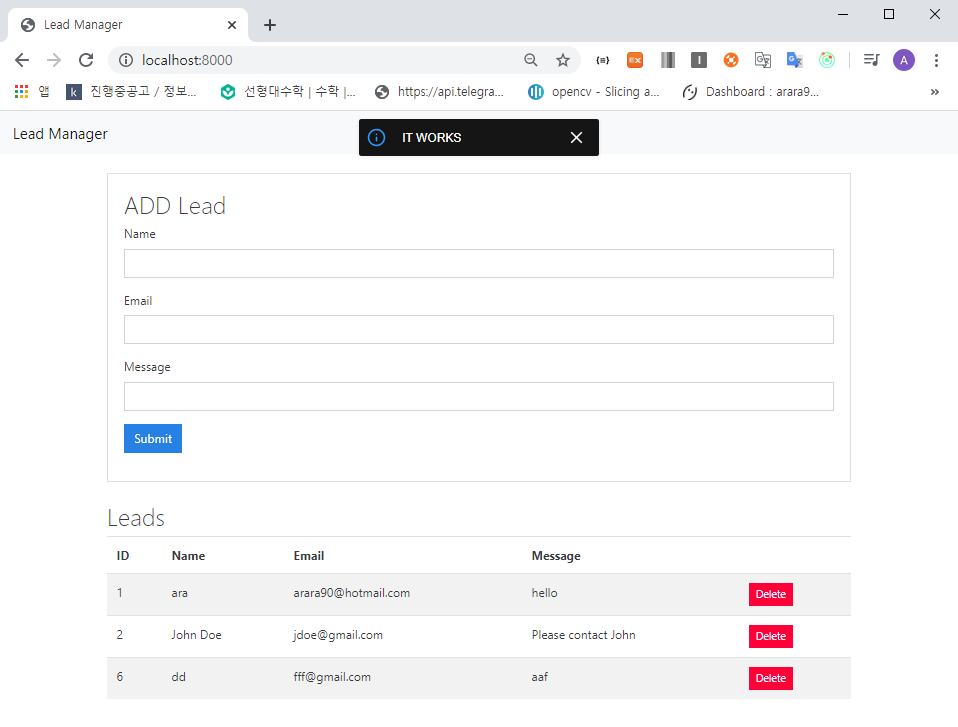 Lead Manager
localhost:8000
A
앱
k 진행중공고 / 정보...
선형대수학 | 수학 |...
https://api.telegra...
opencv - Slicing a...
Dashboard : arara9...
»
Lead Manager
IT WORKS
ADD Lead
Name
Email
Message
Submit
Leads
ID Name Email Message
1 ara arara90@hotmail.com hello Delete
2 John Doe jdoe@gmail.com Please contact John Delete
6 dd fff@gmail.com aaf Delete